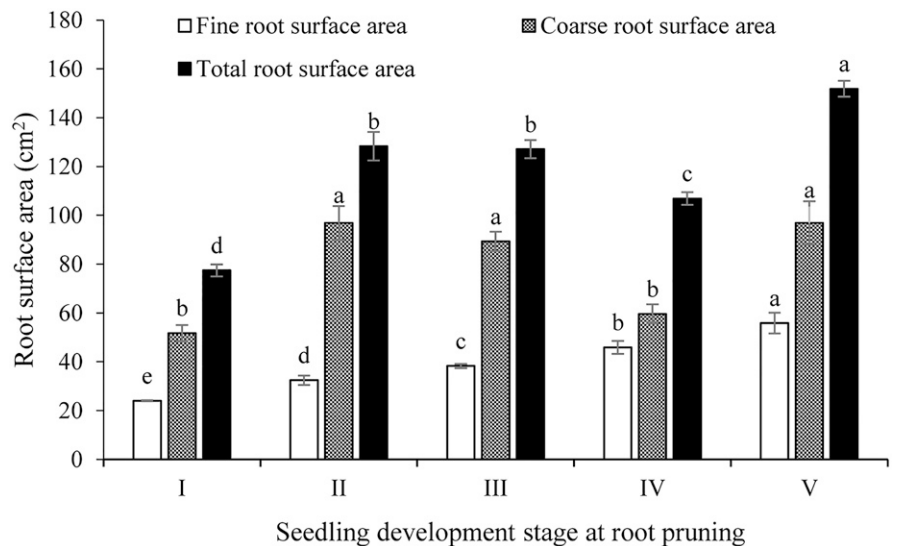 180
160
140
120
100
80
60
40
20
0
Root surface area (cm²)
Fine root surface area
Coarse root surface area
Total root surface area
e
b
d
d
a
b
c
a
b
b
b
c
a
a
a
I
II
III
IV
V
Seedling development stage at root pruning